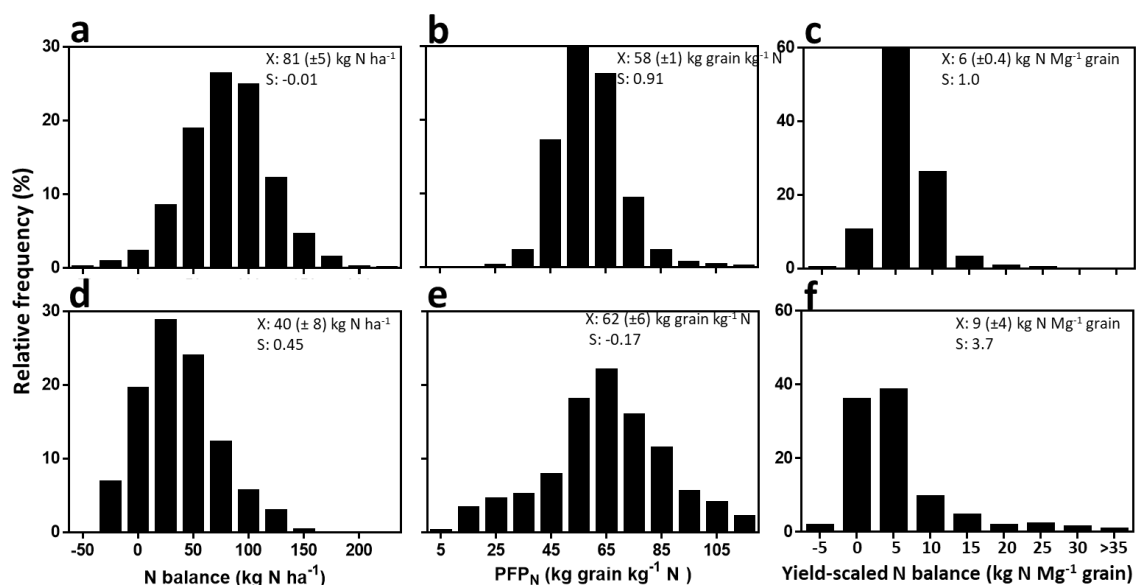 a
X: 81 (±5) kg N ha⁻¹
S: -0.01
b
X: 58 (±1) kg grain kg⁻¹ N
S: 0.91
c
X: 6 (±0.4) kg N Mg⁻¹ grain
S: 1.0
30
20
10
0
60
40
20
0
Relative frequency (%)
d
X: 40 (± 8) kg N ha⁻¹
S: 0.45
e
X: 62 (±6) kg grain kg⁻¹ N
S: -0.17
f
X: 9 (±4) kg N Mg⁻¹ grain
S: 3.7
30
20
10
0
60
40
20
0
-50 0 50 100 150 200
5 25 45 65 85 105
-5 0 5 10 15 20 25 30 >35
N balance (kg N ha⁻¹)
PFP_N (kg grain kg⁻¹ N )
Yield-scaled N balance (kg N Mg⁻¹ grain)